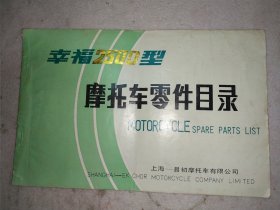 幸福2000型
摩托车零件目录
MOTORCYCLE SPARE PARTS LIST
上海—易初摩托车有限公司
SHANGHAI—EK CHOR MOTORCYCLE COMPANY LIMITED